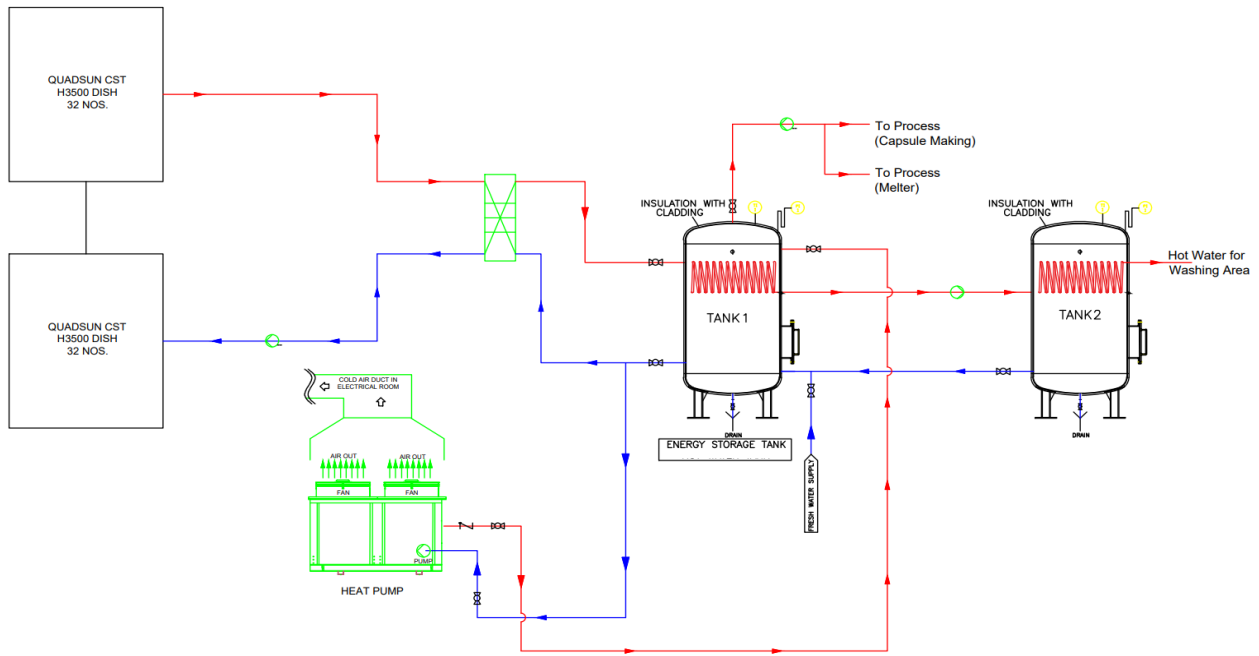 QUADSUN CST
H3500 DISH
32 NOS.
To Process
(Capsule Making)
To Process
(Melter)
INSULATION WITH
CLADDING
?
?
INSULATION WITH
CLADDING
?
?
Hot Water for
Washing Area
TANK 1
TANK 2
QUADSUN CST
H3500 DISH
32 NOS.
COLD AIR DUCT IN
ELECTRICAL ROOM
DRAIN
DRAIN
ENERGY STORAGE TANK
AIR OUT
AIR OUT
FAN
FAN
FRESH WATER SUPPLY
PUMP
HEAT PUMP